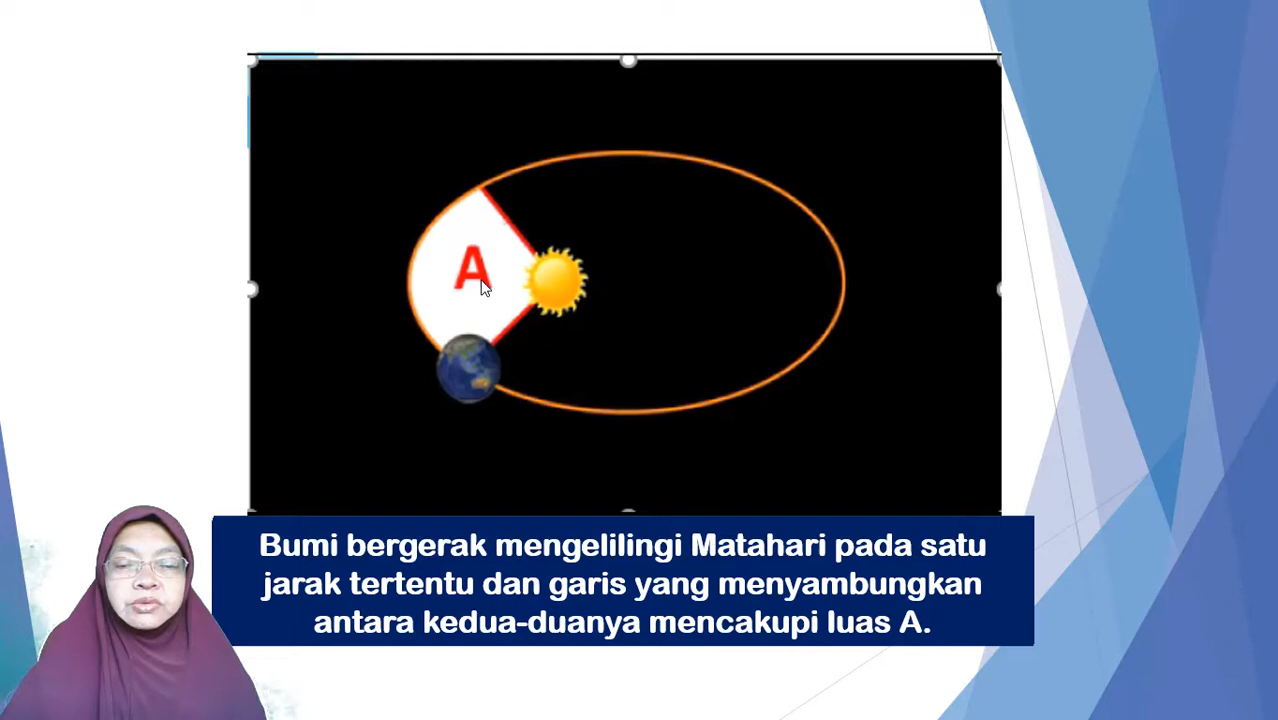 A
Bumi bergerak mengelilingi Matahari pada satu
jarak tertentu dan garis yang menyambungkan
antara kedua-duanya mencakupi luas A.